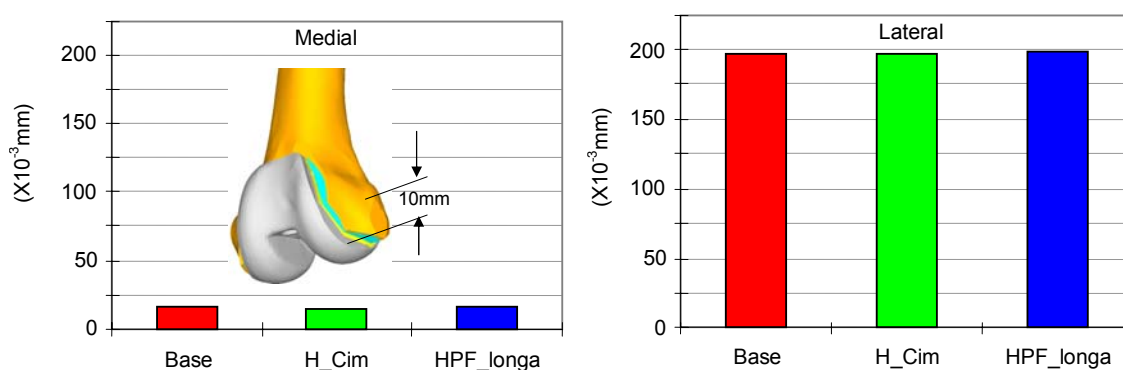 Medial
(X10⁻³mm)
200
150
100
50
0
10mm
Base H_Cim HPF_longa
Lateral
(X10⁻³mm)
200
150
100
50
0
Base H_Cim HPF_longa